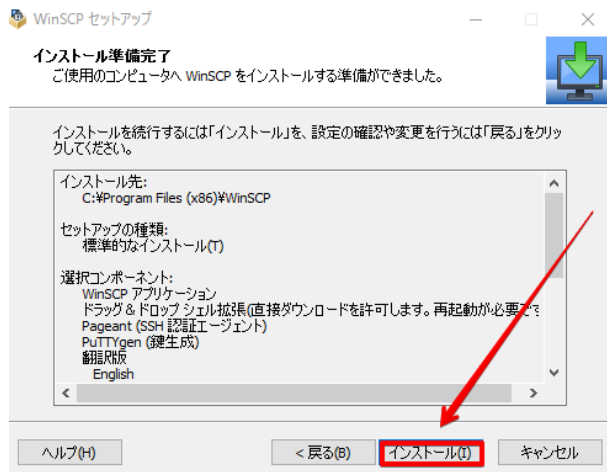 WinSCP セットアップ
インストール準備完了
ご使用のコンピュータへ WinSCP をインストールする準備ができました。
インストールを続行するには「インストール」を、設定の確認や変更を行うには「戻る」をクリッ
クしてください。
インストール先:
C:¥Program Files (x86)¥WinSCP
セットアップの種類:
標準的なインストール(T)
選択コンポーネント:
WinSCP アプリケーション
ドラッグ & ドロップ シェル拡張(直接ダウンロードを許可します。再起動が必要で
Pageant (SSH 認証エージェント)
PuTTYgen (鍵生成)
翻訳版
English
ヘルプ(H)
< 戻る(B)
インストール(I)
キャンセル